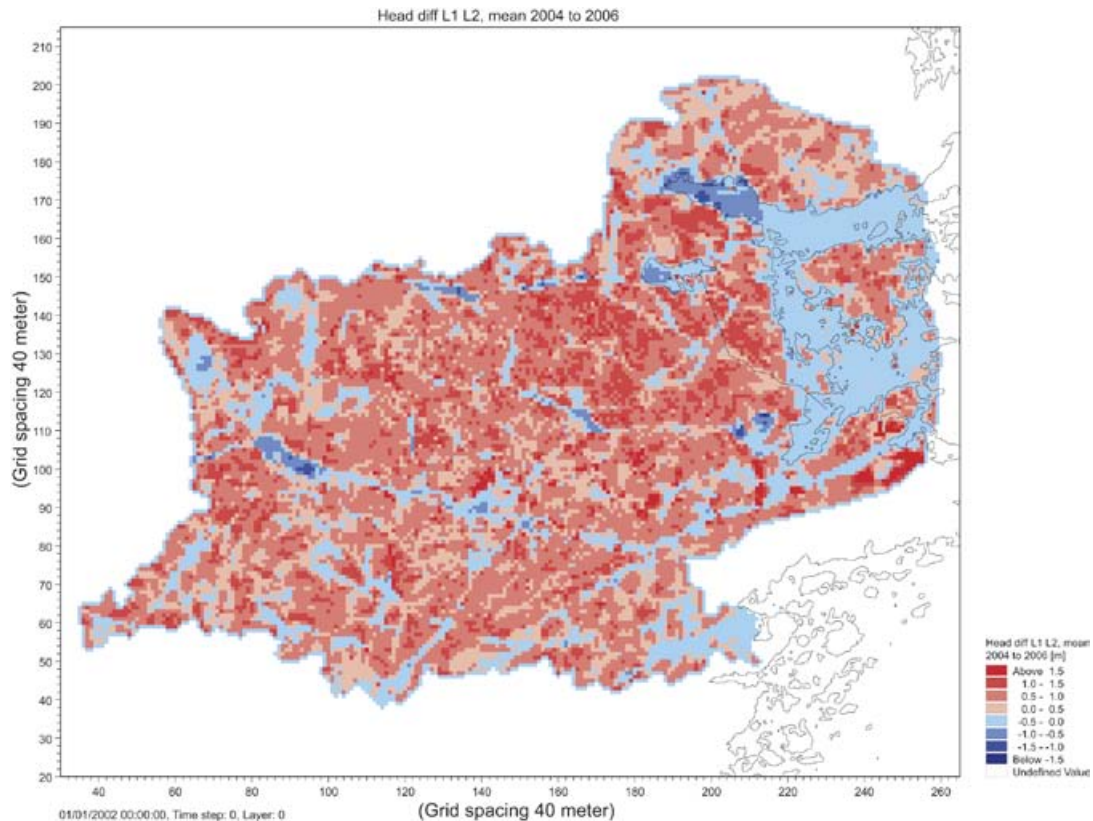 Head diff L1 L2, mean 2004 to 2006
210
200
190
180
170
160
150
140
130
120
110
100
90
80
70
60
50
40
30
20
(Grid spacing 40 meter)
40 60 80 100 120 140 160 180 200 220 240 260
(Grid spacing 40 meter)
01/01/2002 00:00:00, Time step: 0, Layer: 0
Head diff L1 L2, mean
2004 to 2006 [m]
Above 1.5
1.0 - 1.5
0.5 - 1.0
0.0 - 0.5
-0.5 - 0.0
-1.0 - -0.5
-1.5 - -1.0
Below -1.5
Undefined Value